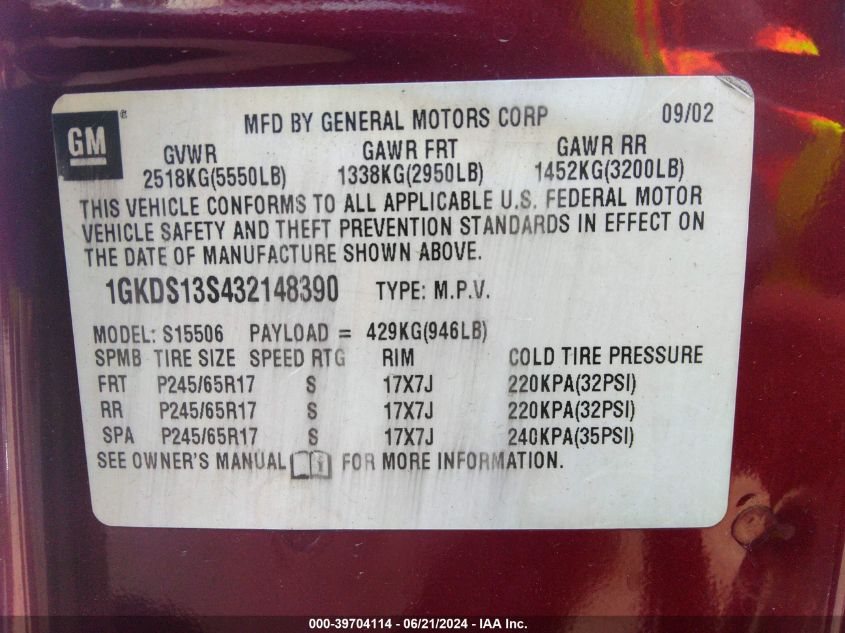 GM ® MFD BY GENERAL MOTORS CORP 09/02
GVWR GAWR FRT GAWR RR
2518KG(5550LB) 1338KG(2950LB) 1452KG(3200LB)
THIS VEHICLE CONFORMS TO ALL APPLICABLE U.S. FEDERAL MOTOR
VEHICLE SAFETY AND THEFT PREVENTION STANDARDS IN EFFECT ON
THE DATE OF MANUFACTURE SHOWN ABOVE.
1GKDS13S432148390 TYPE: M.P.V.
MODEL: S15506 PAYLOAD = 429KG(946LB)
SPMB TIRE SIZE SPEED RTG RIM COLD TIRE PRESSURE
FRT P245/65R17 S 17X7J 220KPA(32PSI)
RR P245/65R17 S 17X7J 220KPA(32PSI)
SPA P245/65R17 S 17X7J 240KPA(35PSI)
SEE OWNER'S MANUAL FOR MORE INFORMATION.
000-39704114 - 06/21/2024 - IAA Inc.